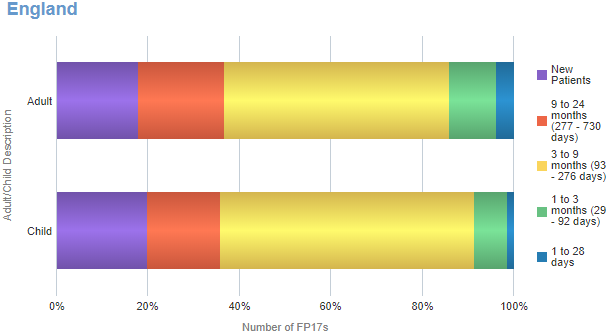 England
Adult/Child Description
Adult
Child
0%
20%
40%
60%
80%
100%
Number of FP17s
New
Patients
9 to 24
months
(277 - 730
days)
3 to 9
months (93
- 276 days)
1 to 3
months (29
- 92 days)
1 to 28
days